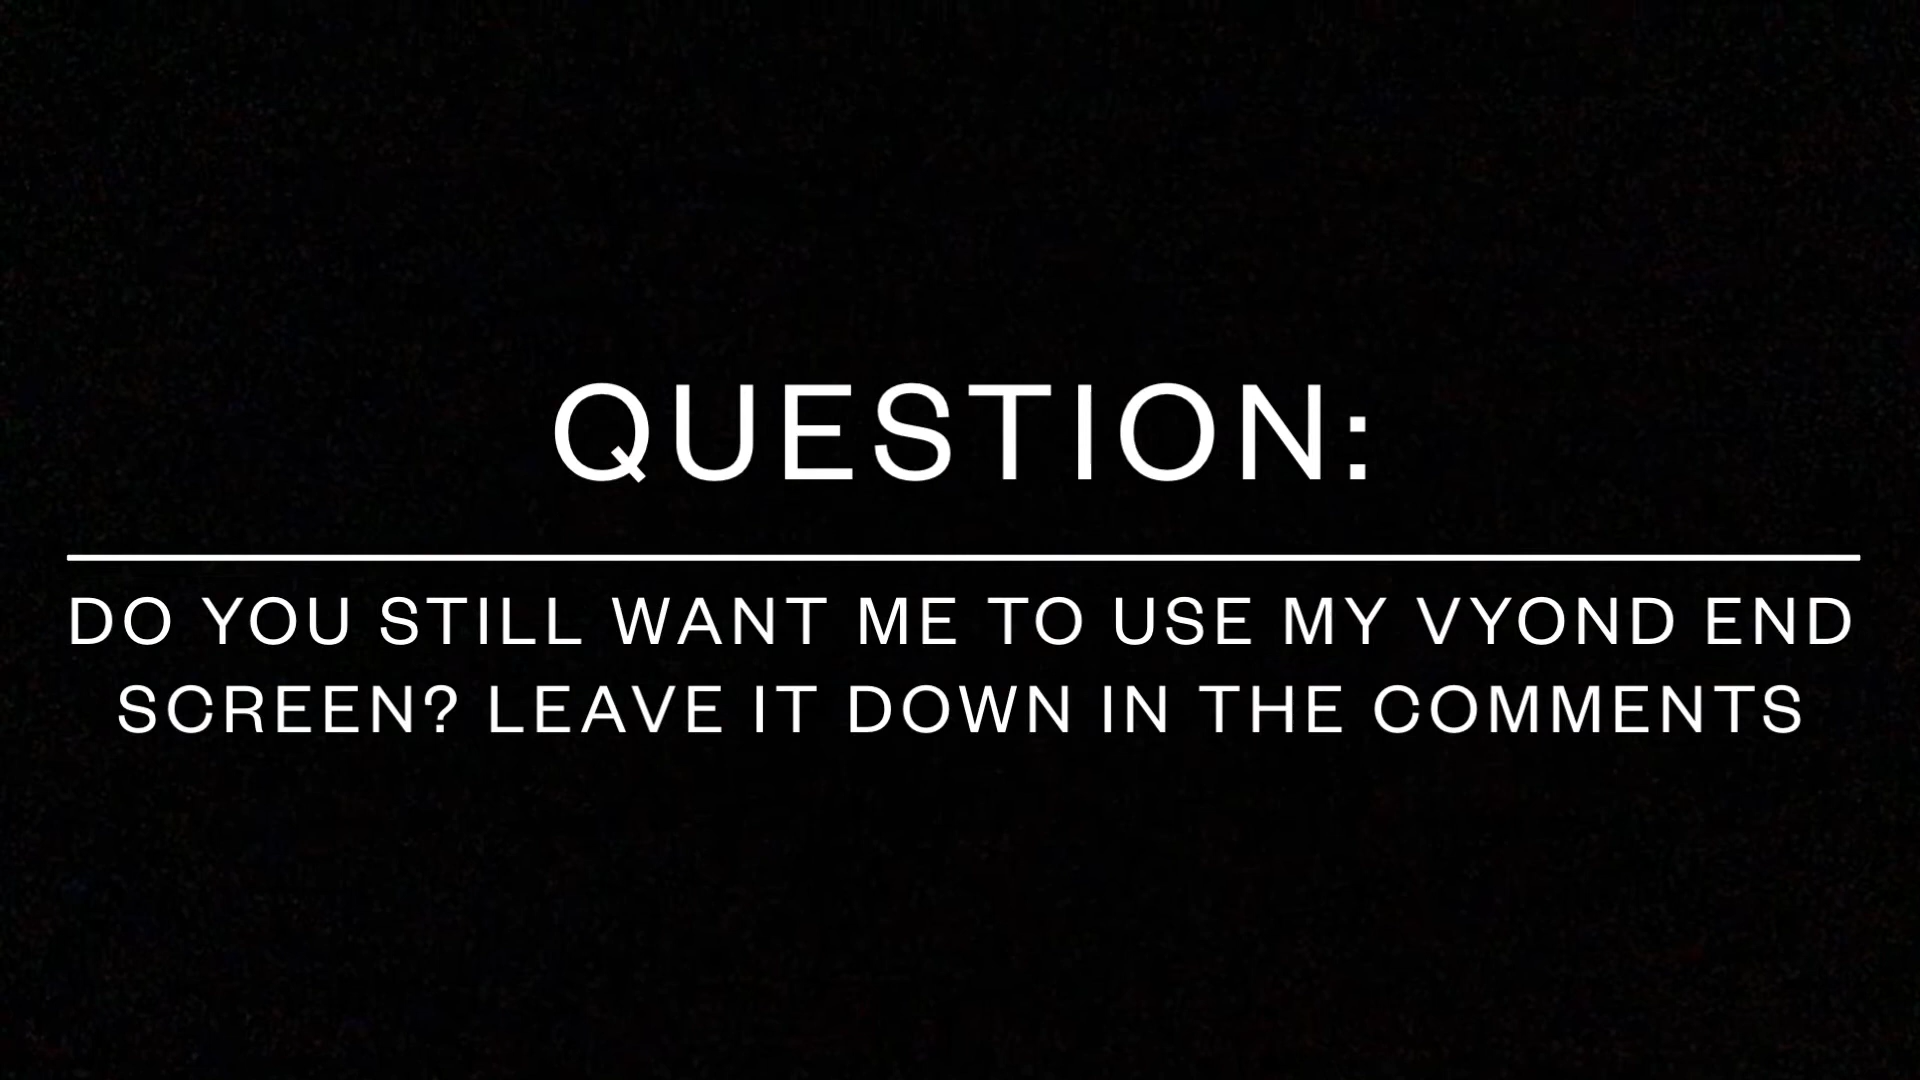 QUESTION:
DO YOU STILL WANT ME TO USE MY VYOND END
SCREEN? LEAVE IT DOWN IN THE COMMENTS